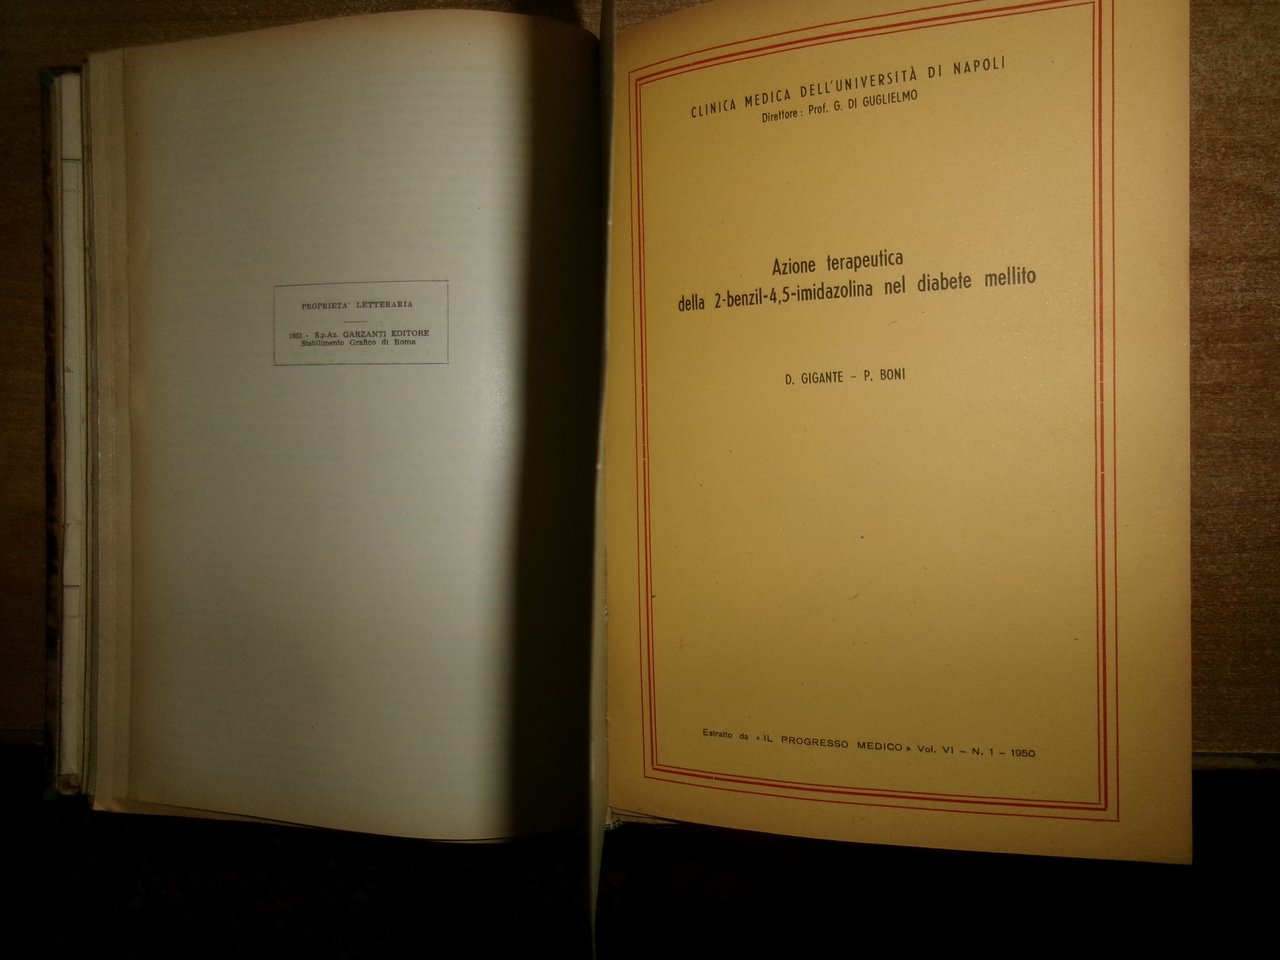 PROPRIETA' LETTERARIA
1953 - S.p.Az. GARZANTI EDITORE
Stabilimento Grafico di Roma
CLINICA MEDICA DELL'UNIVERSITÀ DI NAPOLI
Direttore : Prof. G. DI GUGLIELMO
Azione terapeutica
della 2-benzil-4,5-imidazolina nel diabete mellito
D. GIGANTE - P. BONI
Estratto da « IL PROGRESSO MEDICO » Vol. VI - N. 1 - 1950